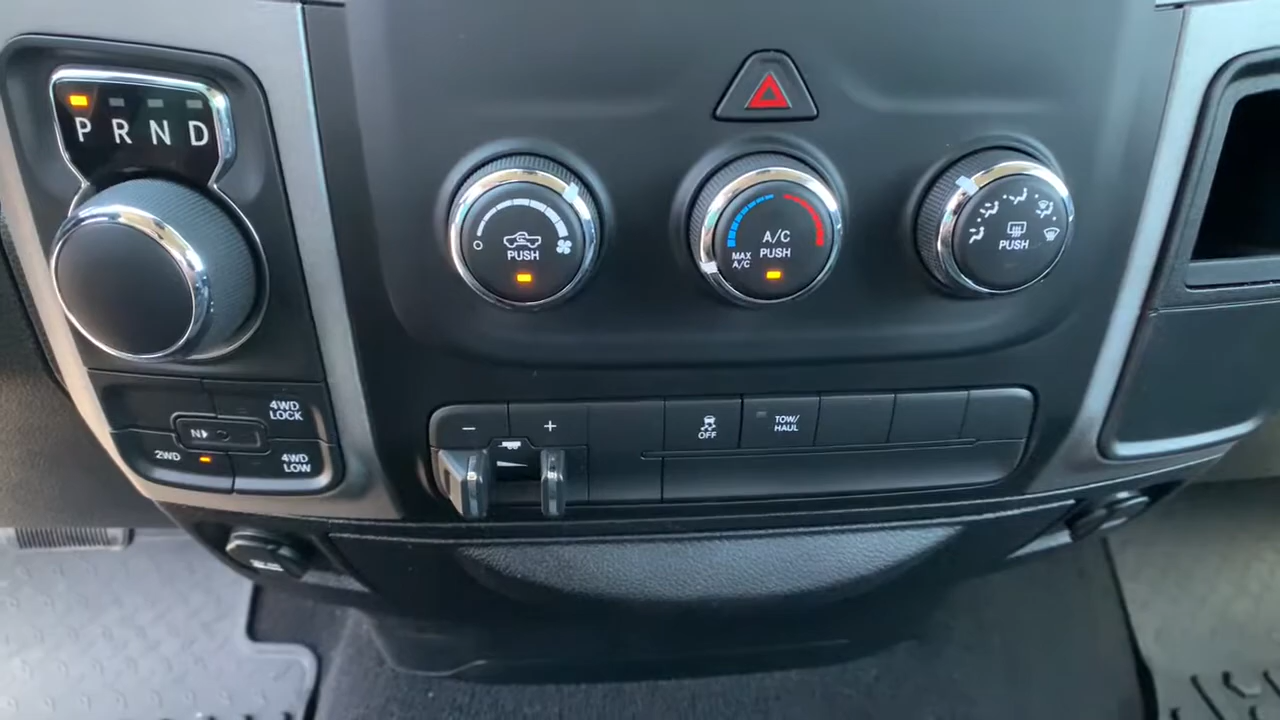 P R N D
PUSH
A/C
PUSH
MAX
A/C
PUSH
4WD
LOCK
N
2WD
4WD
LOW
− +
OFF
TOW/
HAUL